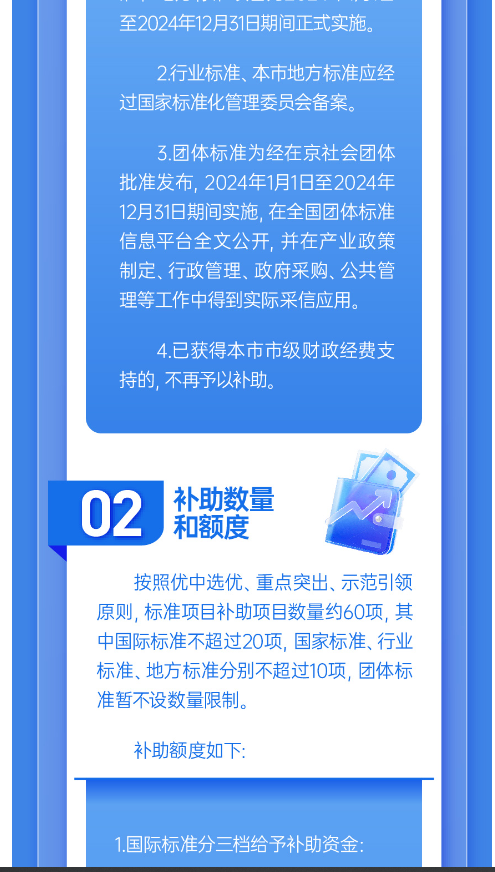 至2024年12月31日期间正式实施。
2.行业标准、本市地方标准应经
过国家标准化管理委员会备案。
3.团体标准为经在京社会团体
批准发布, 2024年1月1日至2024年
12月31日期间实施, 在全国团体标准
信息平台全文公开, 并在产业政策
制定、行政管理、政府采购、公共管
理等工作中得到实际采信应用。
4.已获得本市市级财政经费支
持的, 不再予以补助。
02
补助数量
和额度
按照优中选优、重点突出、示范引领
原则, 标准项目补助项目数量约60项, 其
中国际标准不超过20项, 国家标准、行业
标准、地方标准分别不超过10项, 团体标
准暂不设数量限制。
补助额度如下:
1.国际标准分三档给予补助资金: